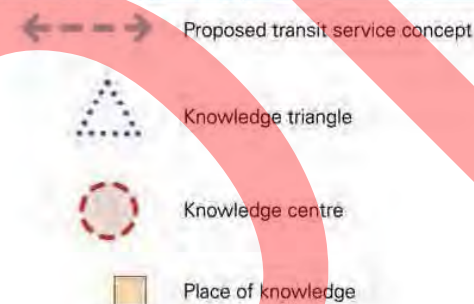 Proposed transit service concept
Knowledge triangle
Knowledge centre
Place of knowledge